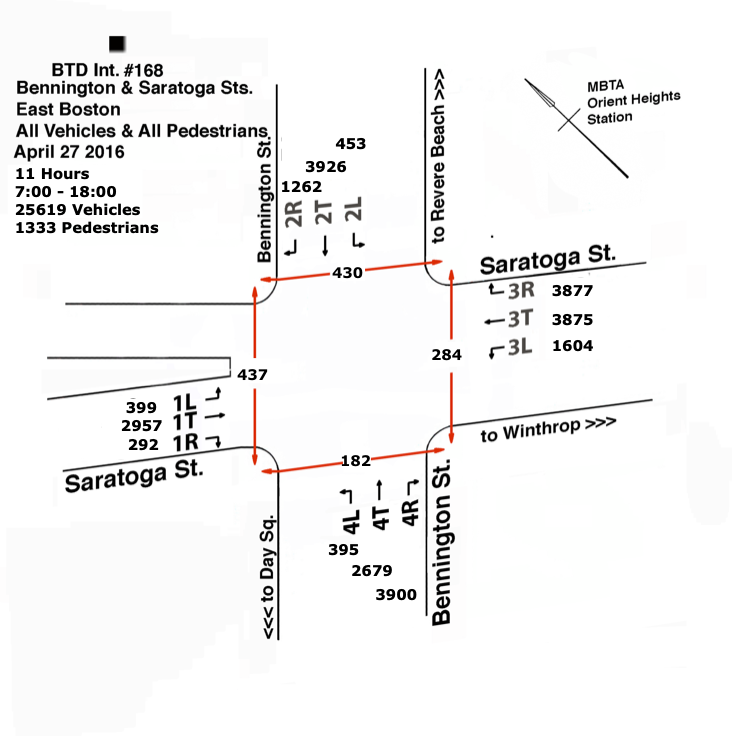 BTD Int. #168
Bennington & Saratoga Sts.
East Boston
All Vehicles & All Pedestrians
April 27 2016
11 Hours
7:00 - 18:00
25619 Vehicles
1333 Pedestrians
MBTA
Orient Heights
Station
Bennington St.
to Revere Beach >>>
453
3926
1262
2R
2T
2L
430
Saratoga St.
3R 3877
3T 3875
3L 1604
284
437
399 1L
2957 1T
292 1R
Saratoga St.
to Winthrop >>>
182
4L
4T
4R
395
2679
3900
<<< to Day Sq.
Bennington St.